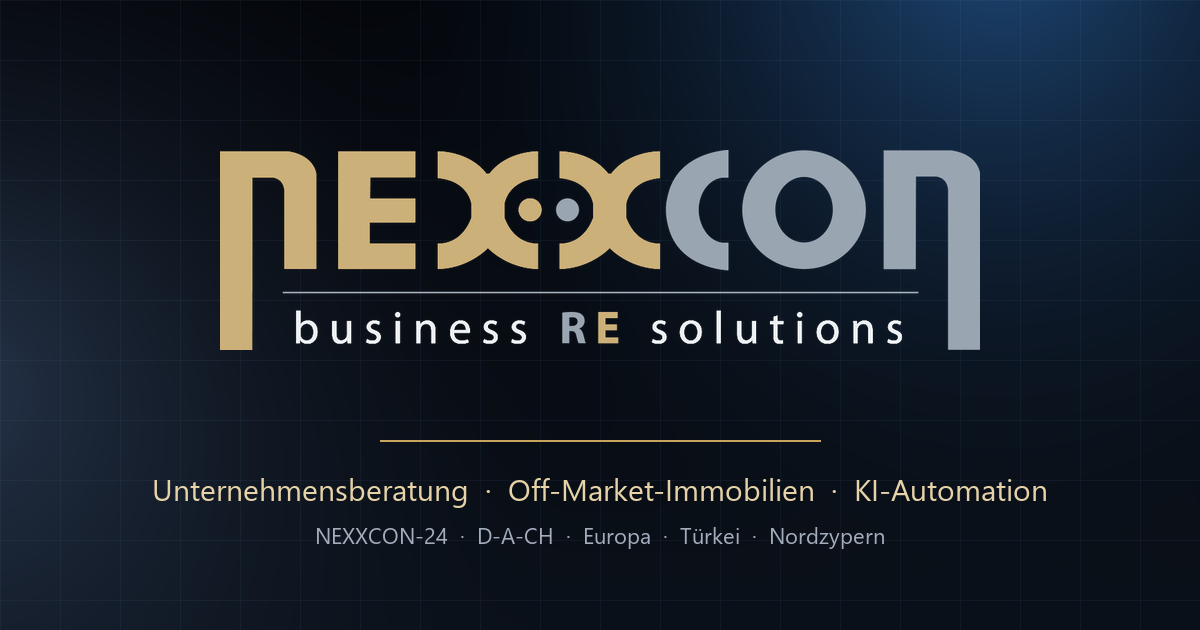 nEXXCOn
business RE solutions
Unternehmensberatung · Off-Market-Immobilien · KI-Automation
NEXXCON-24 · D-A-CH · Europa · Türkei · Nordzypern